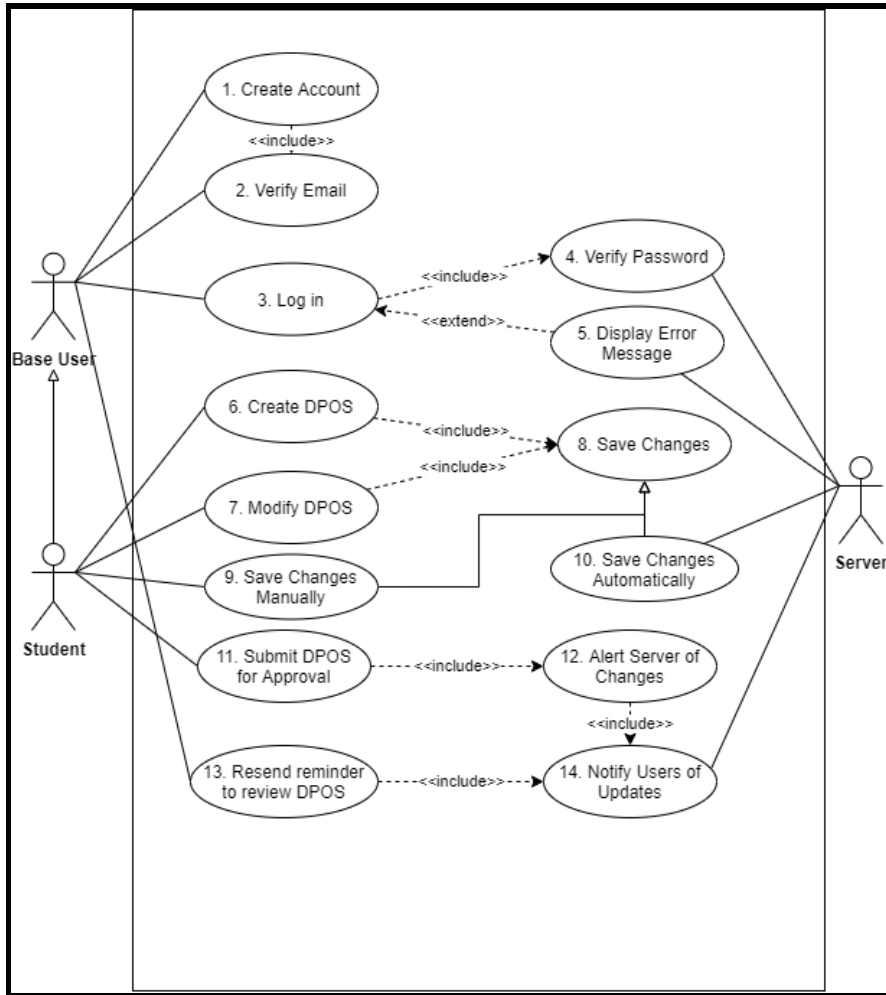 1. Create Account
<<include>>
2. Verify Email
4. Verify Password
<<include>>
3. Log in
<<extend>>
5. Display Error
Message
Base User
6. Create DPOS
<<include>>
8. Save Changes
<<include>>
7. Modify DPOS
9. Save Changes
Manually
10. Save Changes
Automatically
Server
Student
11. Submit DPOS
for Approval
<<include>>
12. Alert Server of
Changes
<<include>>
13. Resend reminder
to review DPOS
<<include>>
14. Notify Users of
Updates